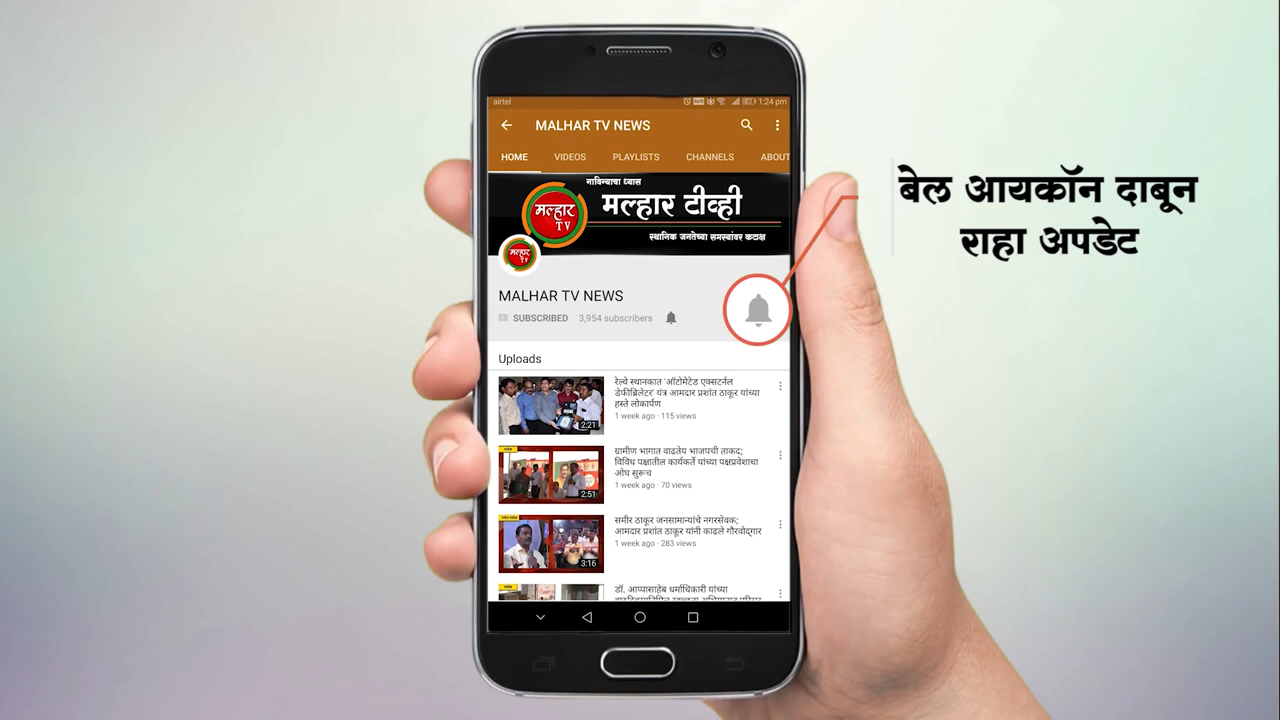 airtel 1:24 pm
MALHAR TV NEWS
HOME VIDEOS PLAYLISTS CHANNELS ABOUT
नाविन्याचा ध्यास
मल्हार टीव्ही
मल्हार
TV
स्थानिक जनतेच्या समस्यांवर कटाक्ष
मल्हार
TV
बेल आयकॉन दाबून
राहा अपडेट
MALHAR TV NEWS
SUBSCRIBED 3,954 subscribers
Uploads
रेल्वे स्थानकात 'ऑटोमेटेड एक्सटर्नल
डेफीब्रिलेटर' यंत्र आमदार प्रशांत ठाकूर यांच्या
हस्ते लोकार्पण
1 week ago · 115 views
2:21
ग्रामीण भागात वाढतेय भाजपची ताकद;
विविध पक्षातील कार्यकर्ते यांच्या पक्षप्रवेशाचा
ओघ सुरूच
1 week ago · 70 views
2:51
समीर ठाकूर जनसामान्यांचे नगरसेवक;
आमदार प्रशांत ठाकूर यांनी काढले गौरवोद्गार
1 week ago · 283 views
3:16
डॉ. आप्पासाहेब धर्माधिकारी यांच्या